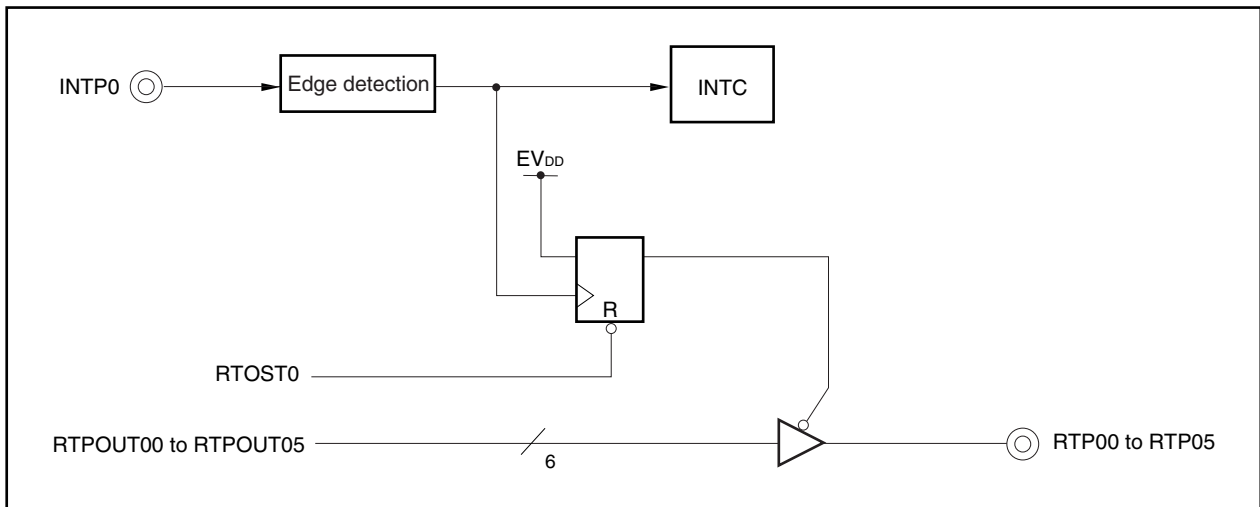 INTP0
Edge detection
INTC
EVDD
R
RTOST0
RTPOUT00 to RTPOUT05
6
RTP00 to RTP05